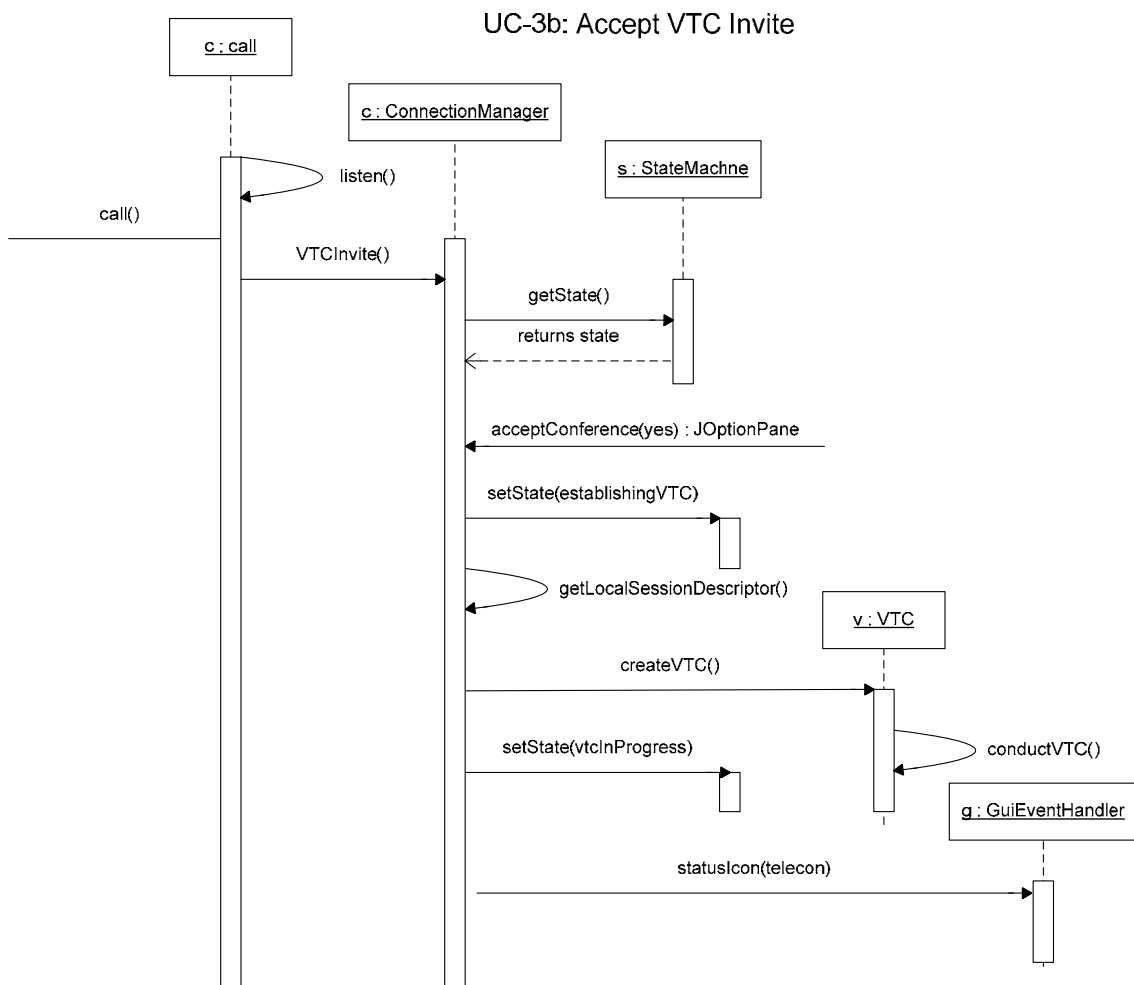 UC-3b: Accept VTC Invite
c : call
c : ConnectionManager
s : StateMachne
listen()
call()
VTCInvite()
getState()
returns state
acceptConference(yes) : JOptionPane
setState(establishingVTC)
getLocalSessionDescriptor()
v : VTC
createVTC()
setState(vtcInProgress)
conductVTC()
g : GuiEventHandler
statusIcon(telecon)